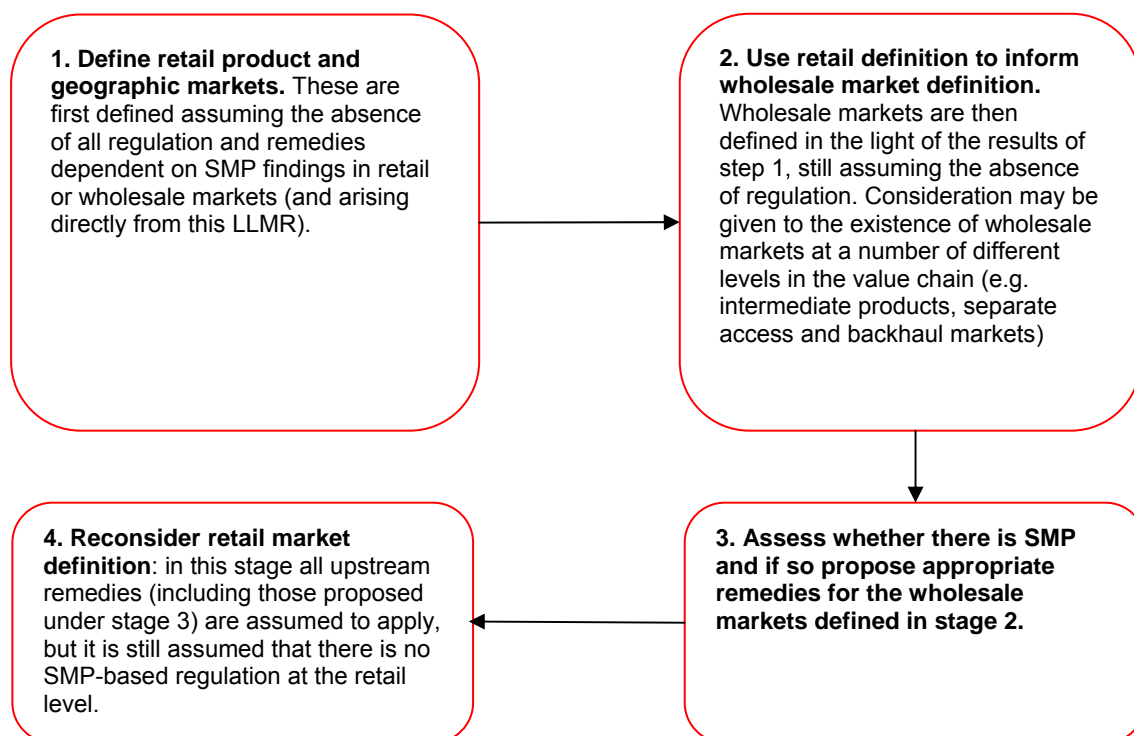 1. Define retail product and
geographic markets. These are
first defined assuming the absence
of all regulation and remedies
dependent on SMP findings in retail
or wholesale markets (and arising
directly from this LLMR).
2. Use retail definition to inform
wholesale market definition.
Wholesale markets are then
defined in the light of the results of
step 1, still assuming the absence
of regulation. Consideration may be
given to the existence of wholesale
markets at a number of different
levels in the value chain (e.g.
intermediate products, separate
access and backhaul markets)
3. Assess whether there is SMP
and if so propose appropriate
remedies for the wholesale
markets defined in stage 2.
4. Reconsider retail market
definition: in this stage all upstream
remedies (including those proposed
under stage 3) are assumed to apply,
but it is still assumed that there is no
SMP-based regulation at the retail
level.